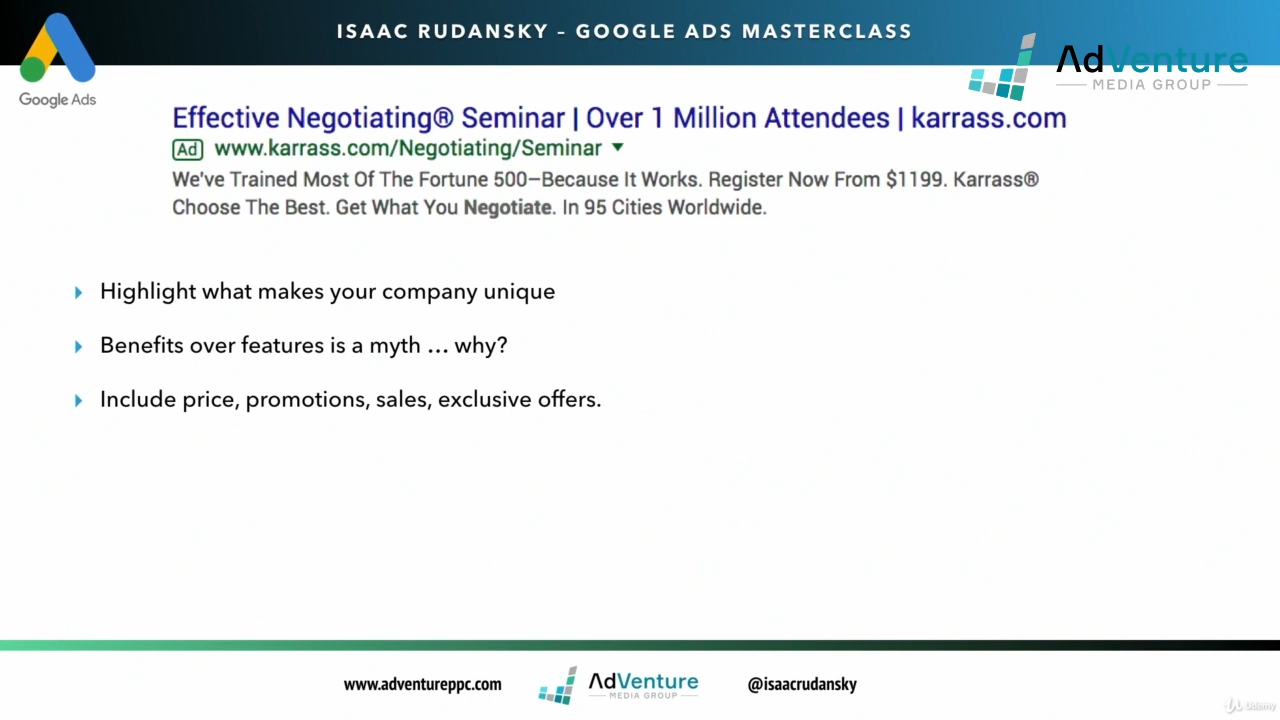 ISAAC RUDANSKY – GOOGLE ADS MASTERCLASS
Google Ads
AdVenture
MEDIA GROUP
Effective Negotiating® Seminar | Over 1 Million Attendees | karrass.com
Ad www.karrass.com/Negotiating/Seminar
We've Trained Most Of The Fortune 500–Because It Works. Register Now From $1199. Karrass®
Choose The Best. Get What You Negotiate. In 95 Cities Worldwide.
Highlight what makes your company unique
Benefits over features is a myth … why?
Include price, promotions, sales, exclusive offers.
www.adventureppc.com
AdVenture
MEDIA GROUP
@isaacrudansky
Udemy